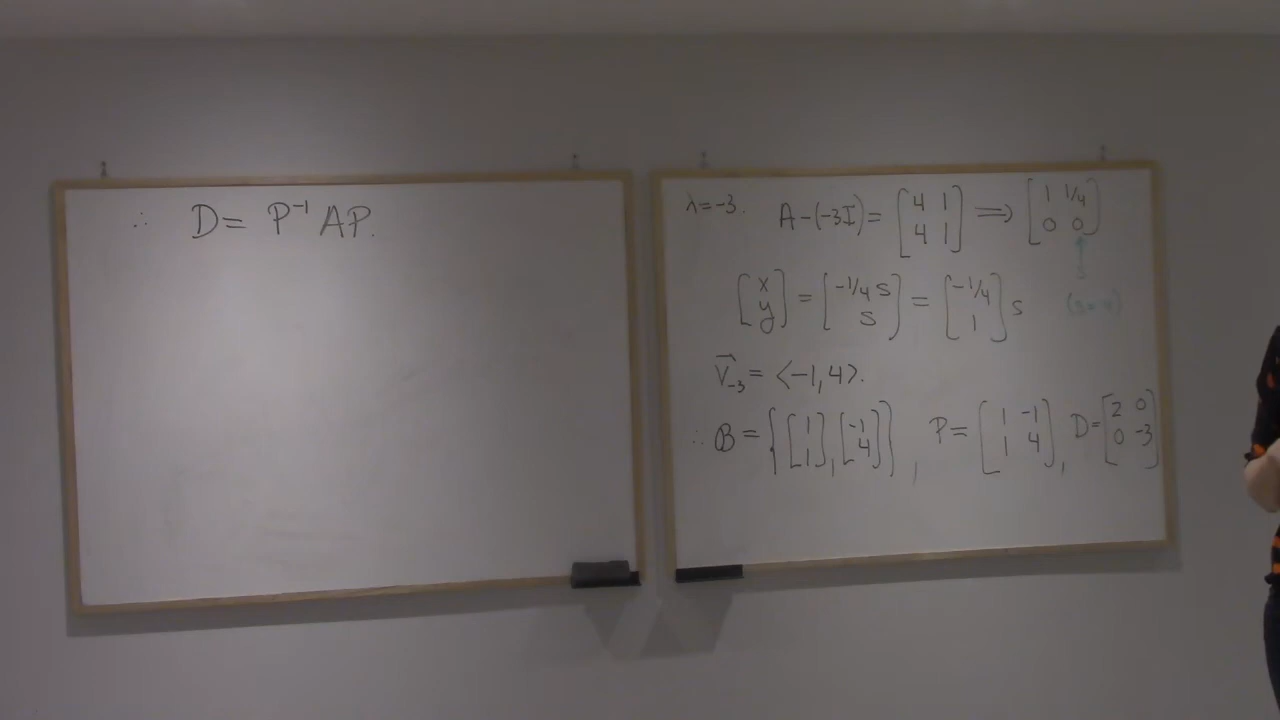 ∴ D = P⁻¹ AP.
λ = -3. A - (-3I) = [4 1; 4 1] ⟹ [1 1/4; 0 0]
[x; y] = [-1/4 s; s] = [-1/4; 1] s
V⃗₋₃ = <-1, 4>.
∴ B = {[1; 1], [-1; 4]}, P = [1 -1; 1 4], D = [2 0; 0 -3]